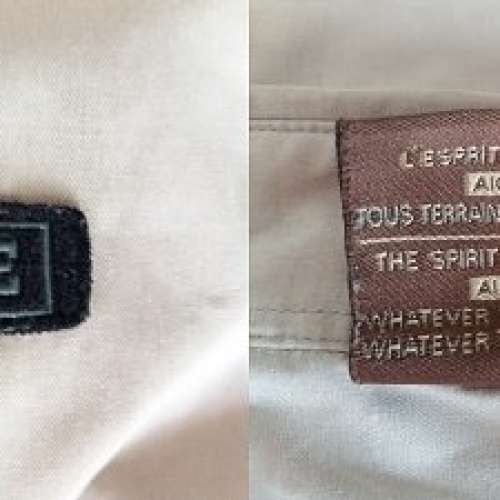 E
L'ESPRIT
AIG
TOUS TERRAIN
THE SPIRIT
AI
WHATEVER
WHATEVER